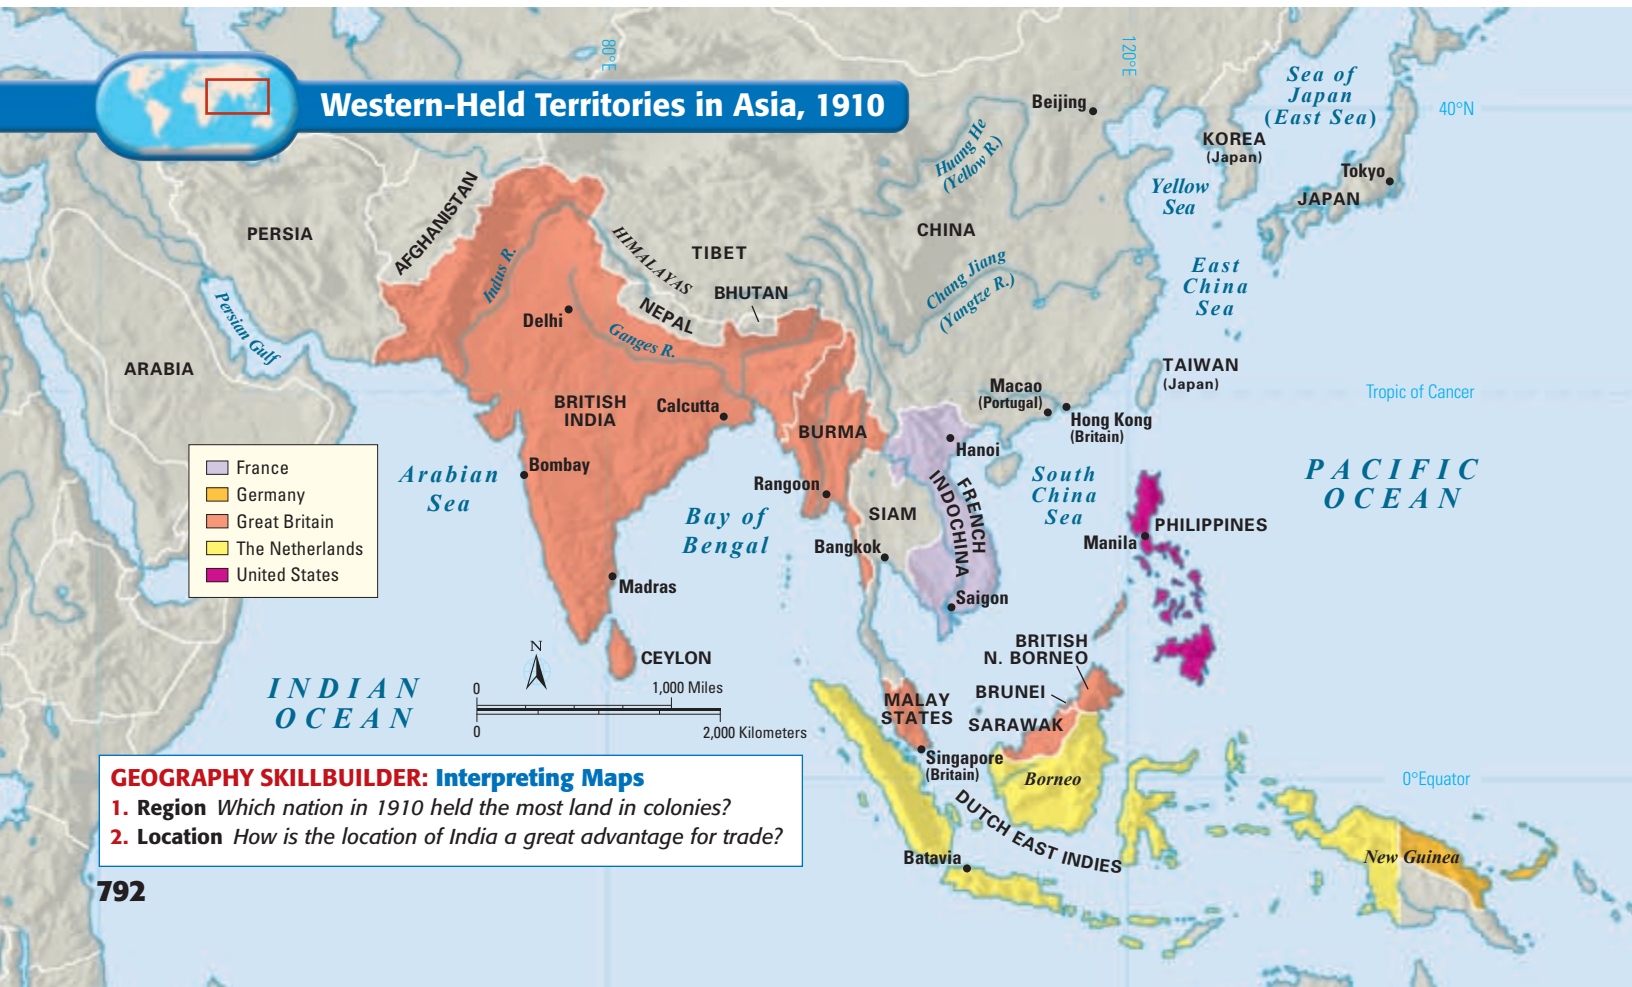 80°E
120°E
Western-Held Territories in Asia, 1910
Sea of
Japan
(East Sea)
40°N
Beijing
KOREA
(Japan)
Huang He
(Yellow R.)
Tokyo
JAPAN
Yellow
Sea
AFGHANISTAN
PERSIA
CHINA
TIBET
HIMALAYAS
Indus R.
Chang Jiang
(Yangtze R.)
East
China
Sea
BHUTAN
NEPAL
Persian Gulf
Delhi
Ganges R.
ARABIA
TAIWAN
(Japan)
Tropic of Cancer
Macao
(Portugal)
Hong Kong
(Britain)
BRITISH
INDIA
Calcutta
BURMA
Hanoi
France
Germany
Great Britain
The Netherlands
United States
Arabian
Sea
Bombay
Rangoon
Bay of
Bengal
SIAM
Bangkok
FRENCH
INDOCHINA
South
China
Sea
PACIFIC
OCEAN
PHILIPPINES
Manila
Madras
Saigon
CEYLON
N
BRITISH
N. BORNEO
BRUNEI
SARAWAK
MALAY
STATES
INDIAN
OCEAN
0
1,000 Miles
0
2,000 Kilometers
Singapore
(Britain)
Borneo
0°Equator
DUTCH EAST INDIES
Batavia
New Guinea
GEOGRAPHY SKILLBUILDER: Interpreting Maps
1. Region Which nation in 1910 held the most land in colonies?
2. Location How is the location of India a great advantage for trade?
792